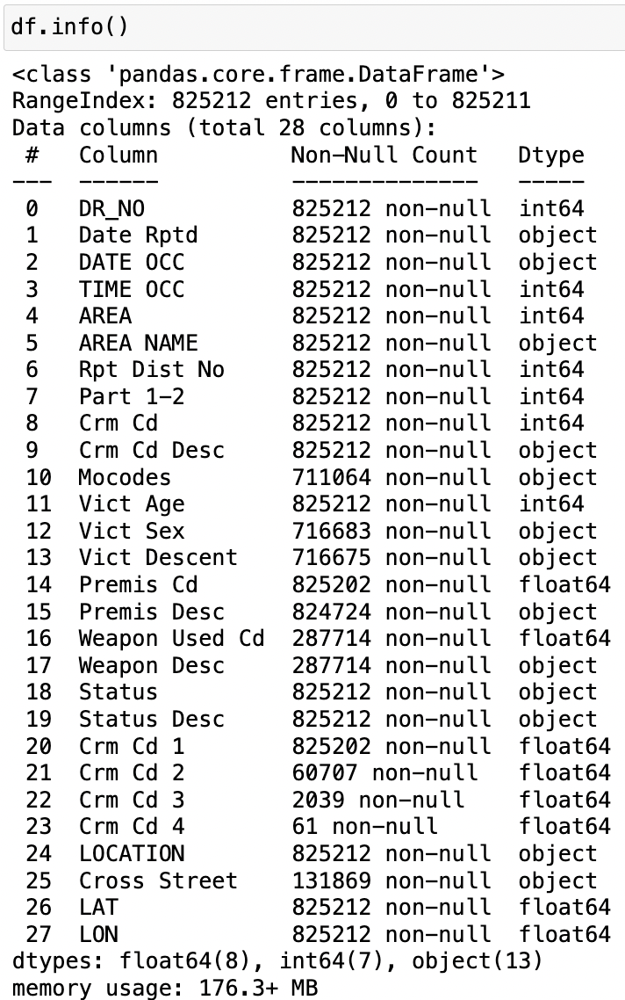 df.info()
<class 'pandas.core.frame.DataFrame'>
RangeIndex: 825212 entries, 0 to 825211
Data columns (total 28 columns):
 #   Column          Non-Null Count   Dtype
---  ------          --------------   -----
 0   DR_NO           825212 non-null  int64
 1   Date Rptd       825212 non-null  object
 2   DATE OCC        825212 non-null  object
 3   TIME OCC        825212 non-null  int64
 4   AREA            825212 non-null  int64
 5   AREA NAME       825212 non-null  object
 6   Rpt Dist No     825212 non-null  int64
 7   Part 1-2        825212 non-null  int64
 8   Crm Cd          825212 non-null  int64
 9   Crm Cd Desc     825212 non-null  object
 10  Mocodes         711064 non-null  object
 11  Vict Age        825212 non-null  int64
 12  Vict Sex        716683 non-null  object
 13  Vict Descent    716675 non-null  object
 14  Premis Cd       825202 non-null  float64
 15  Premis Desc     824724 non-null  object
 16  Weapon Used Cd  287714 non-null  float64
 17  Weapon Desc     287714 non-null  object
 18  Status          825212 non-null  object
 19  Status Desc     825212 non-null  object
 20  Crm Cd 1        825202 non-null  float64
 21  Crm Cd 2        60707 non-null   float64
 22  Crm Cd 3        2039 non-null    float64
 23  Crm Cd 4        61 non-null      float64
 24  LOCATION        825212 non-null  object
 25  Cross Street    131869 non-null  object
 26  LAT             825212 non-null  float64
 27  LON             825212 non-null  float64
dtypes: float64(8), int64(7), object(13)
memory usage: 176.3+ MB